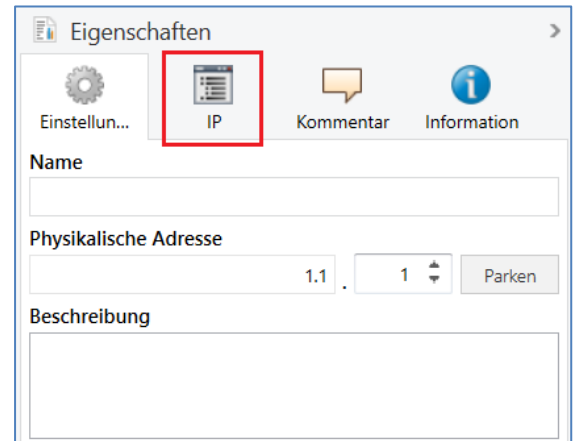 Eigenschaften
Einstellun... IP Kommentar Information
Name
Physikalische Adresse
1.1 . 1 Parken
Beschreibung